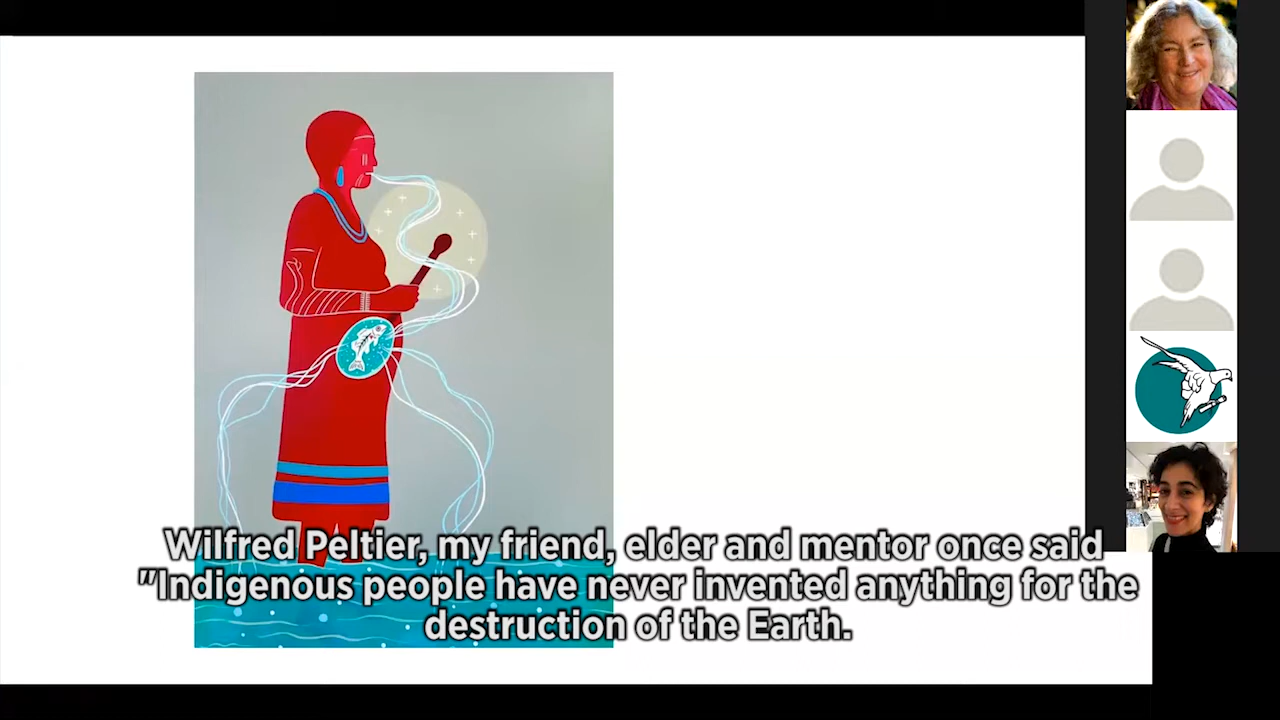 Wilfred Peltier, my friend, elder and mentor once said
"Indigenous people have never invented anything for the
destruction of the Earth.